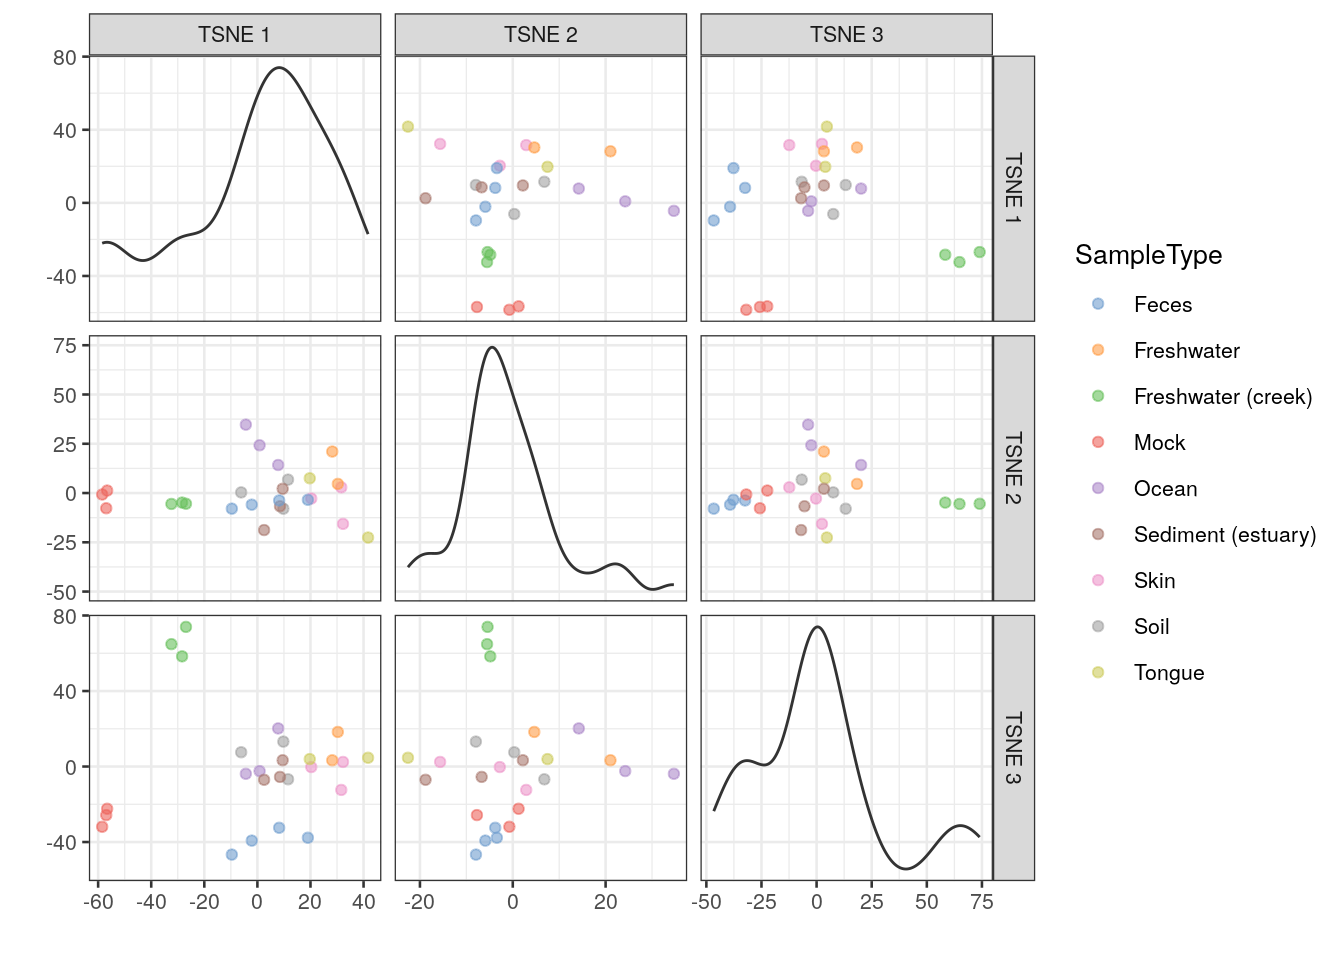 TSNE 1 TSNE 2 TSNE 3
80
40
0
-40
TSNE 1
75
50
25
0
-25
-50
TSNE 2
80
40
0
-40
TSNE 3
-60 -40 -20 0 20 40 -20 0 20 -50 -25 0 25 50 75
SampleType
Feces
Freshwater
Freshwater (creek)
Mock
Ocean
Sediment (estuary)
Skin
Soil
Tongue